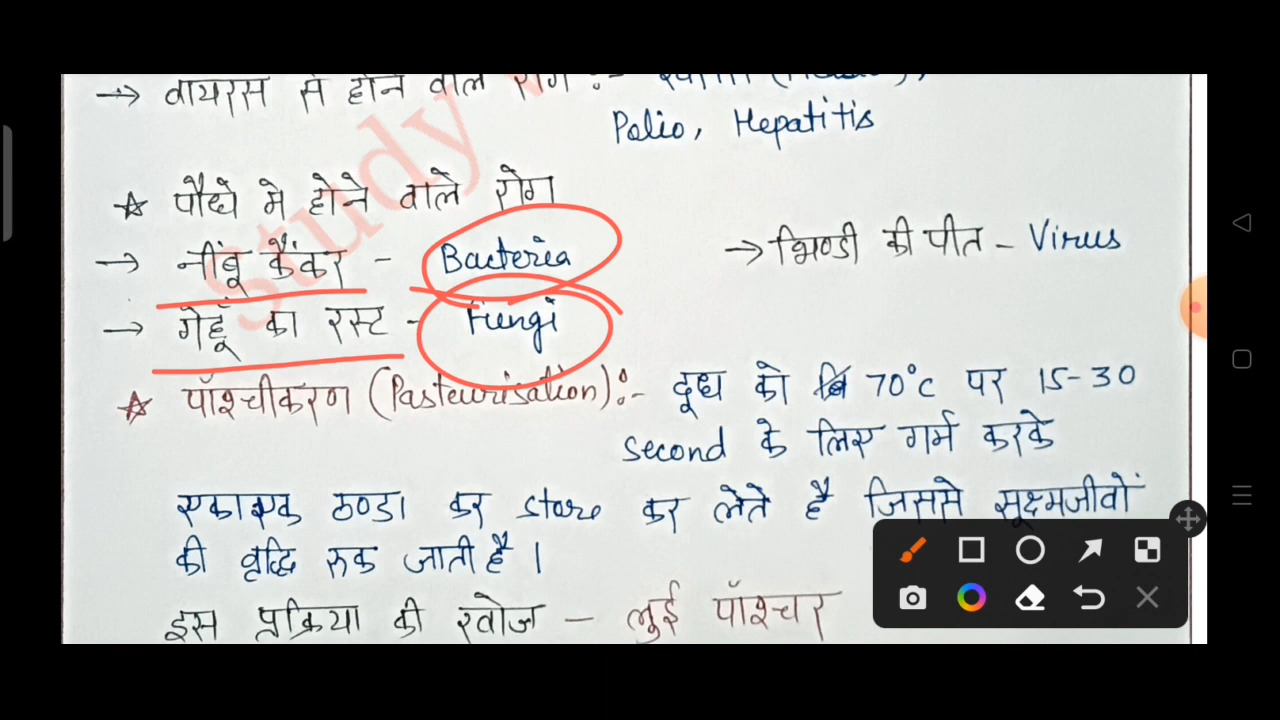 → वायरस से होने वाले रोग :-
Polio, Hepatitis
★ पौधे मे होने वाले रोग
→ नींबू कैंकर - Bacteria
→ भिण्डी की पीत - Virus
→ गेहूँ का रस्ट - Fungi
★ पॉश्चीकरण (Pasteurisation) :- दूध को 70°c पर 15-30
second के लिए गर्म करके
एकाएक ठण्डा कर store कर लेते है जिससे सूक्ष्मजीवों
की वृद्धि रुक जाती है ।
इस प्रक्रिया की खोज - लुई पॉश्चर
Study